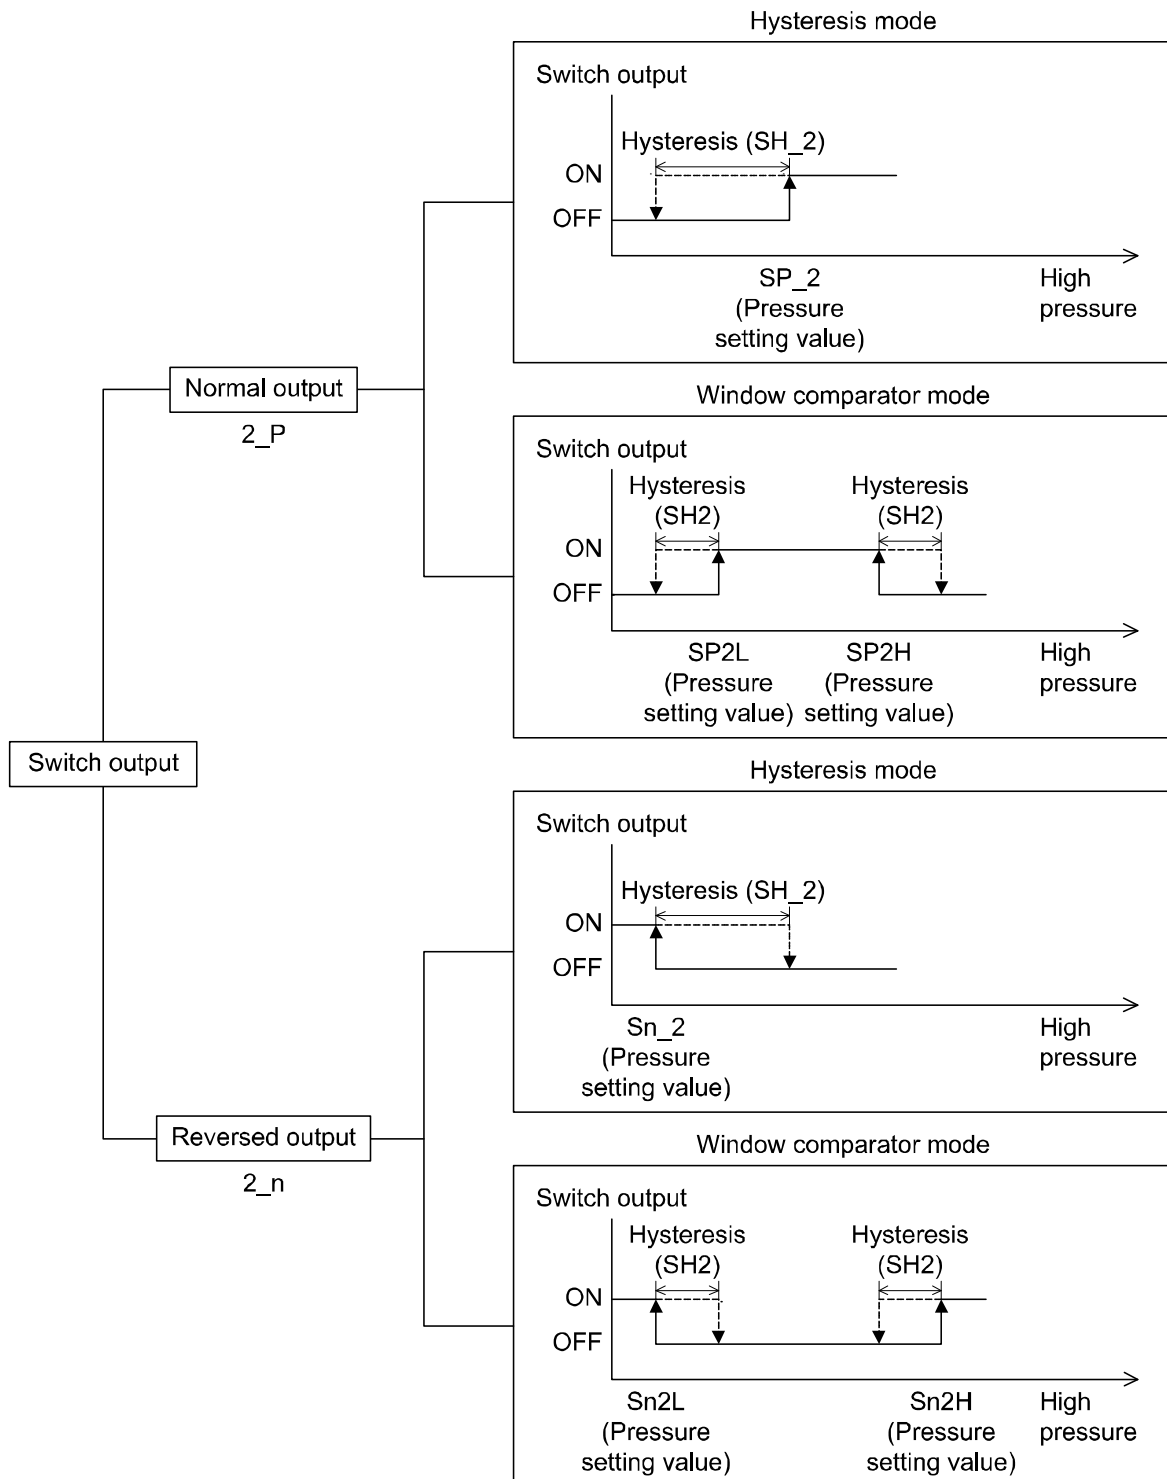 Hysteresis mode
Switch output
Hysteresis (SH_2)
ON
OFF
SP_2
(Pressure
setting value)
High
pressure
Normal output
2_P
Window comparator mode
Switch output
Hysteresis
(SH2)
Hysteresis
(SH2)
ON
OFF
SP2L
(Pressure
setting value)
SP2H
(Pressure
setting value)
High
pressure
Switch output
Hysteresis mode
Switch output
Hysteresis (SH_2)
ON
OFF
Sn_2
(Pressure
setting value)
High
pressure
Reversed output
2_n
Window comparator mode
Switch output
Hysteresis
(SH2)
Hysteresis
(SH2)
ON
OFF
Sn2L
(Pressure
setting value)
Sn2H
(Pressure
setting value)
High
pressure